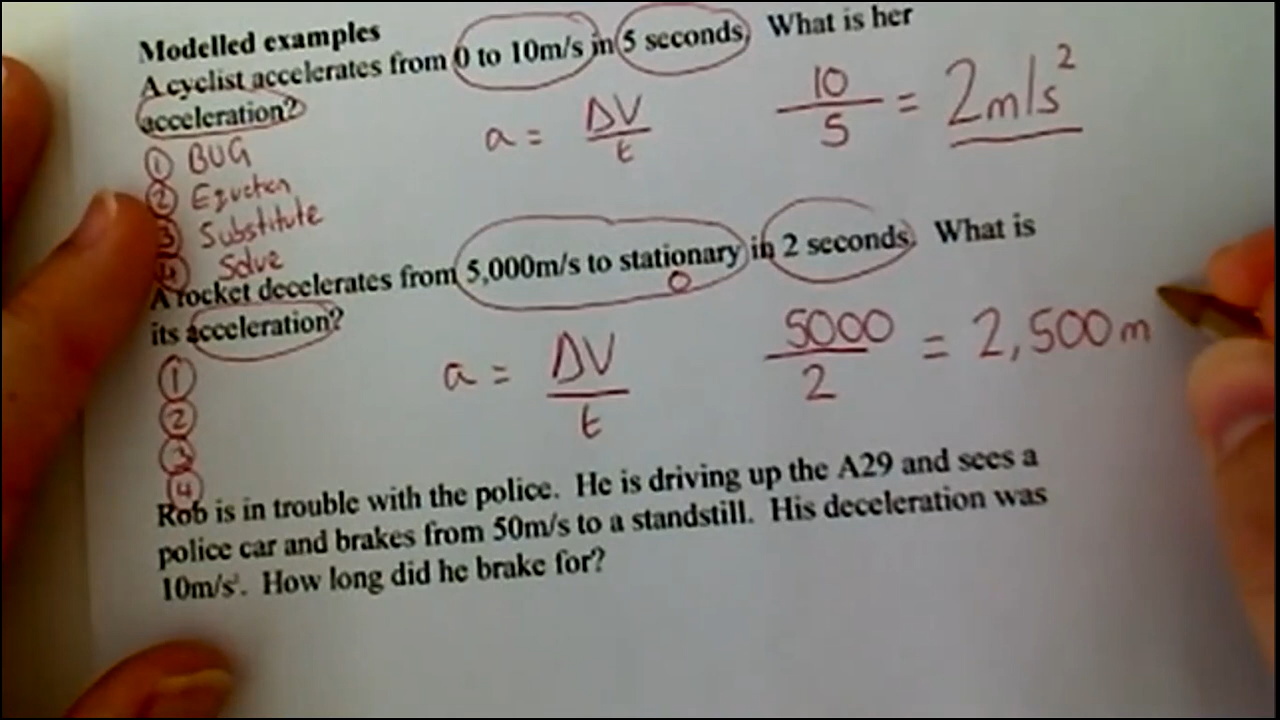 Modelled examples
A cyclist accelerates from 0 to 10m/s in 5 seconds. What is her
acceleration?
a = ΔV/t 10/5 = 2m/s²
① BUG
② Equation
③ Substitute
④ Solve
A rocket decelerates from 5,000m/s to stationary in 2 seconds. What is
0
its acceleration?
a = ΔV/t 5000/2 = 2,500m
①
②
③
④
Rob is in trouble with the police. He is driving up the A29 and sees a
police car and brakes from 50m/s to a standstill. His deceleration was
10m/s². How long did he brake for?